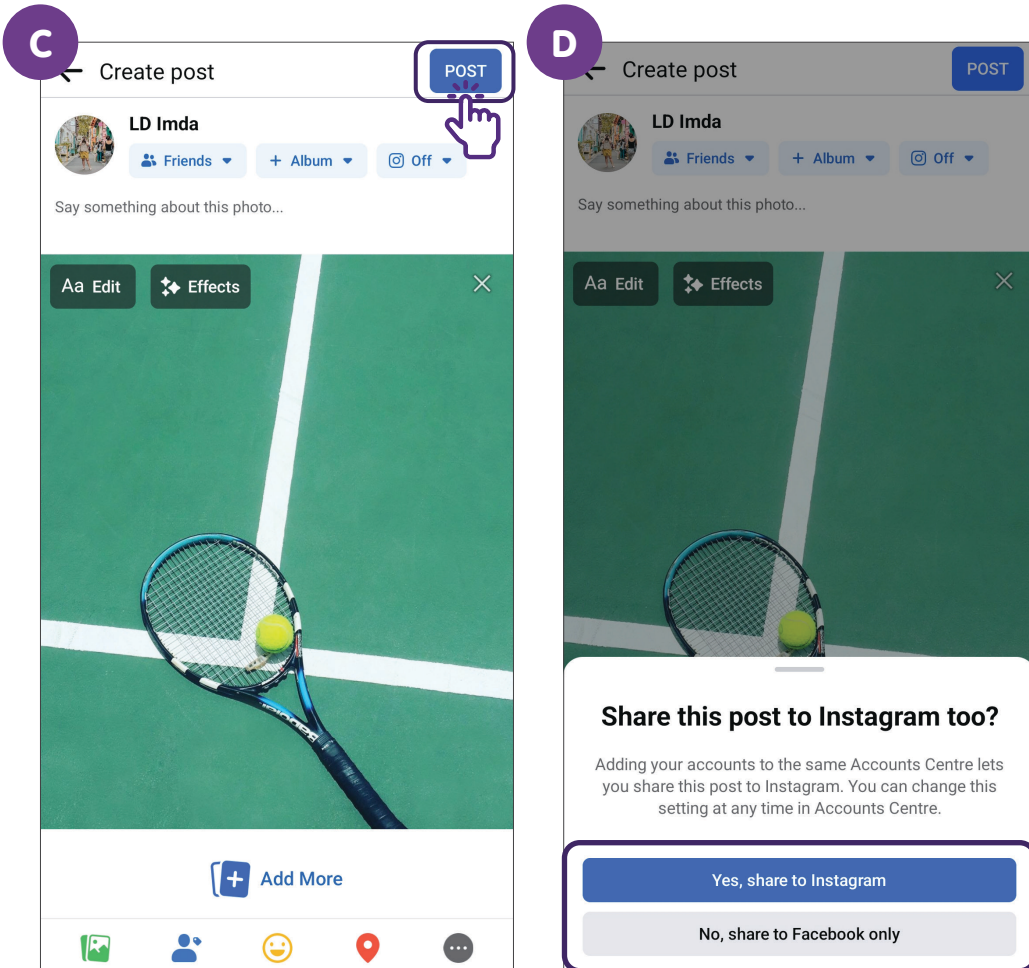 C
Create post
POST
LD Imda
Friends
+ Album
Off
Say something about this photo...
Aa Edit
Effects
Babolat
Add More
D
Create post
POST
LD Imda
Friends
+ Album
Off
Say something about this photo...
Aa Edit
Effects
Share this post to Instagram too?
Adding your accounts to the same Accounts Centre lets
you share this post to Instagram. You can change this
setting at any time in Accounts Centre.
Yes, share to Instagram
No, share to Facebook only